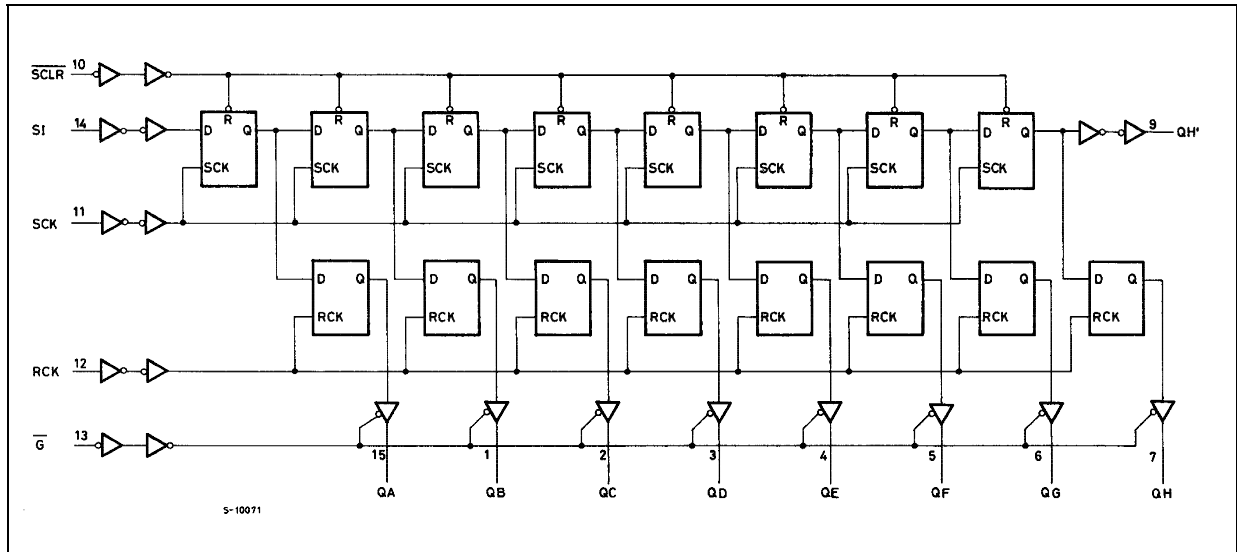 SCLR 10
R R R R R R R R
SI 14 D Q D Q D Q D Q D Q D Q D Q D Q 9 QH'
SCK SCK SCK SCK SCK SCK SCK SCK
SCK 11
D Q D Q D Q D Q D Q D Q D Q D Q
RCK RCK RCK RCK RCK RCK RCK RCK
RCK 12
G 13
15 1 2 3 4 5 6 7
QA QB QC QD QE QF QG QH
S-10071